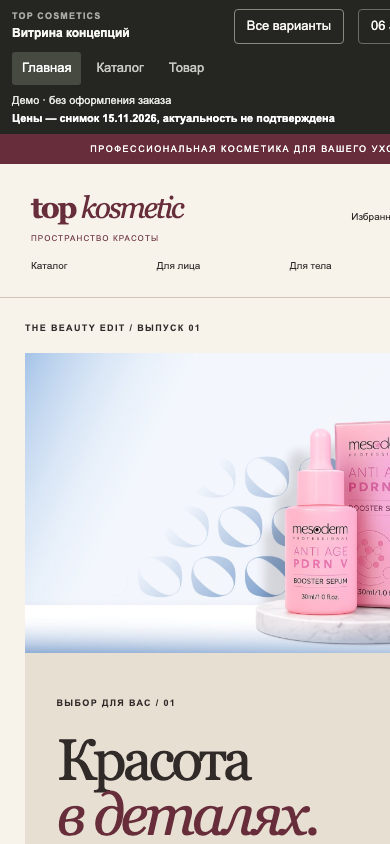 TOP COSMETICS
Витрина концепций
Все варианты
06
Главная
Каталог
Товар
Демо · без оформления заказа
Цены — снимок 15.11.2026, актуальность не подтверждена
ПРОФЕССИОНАЛЬНАЯ КОСМЕТИКА ДЛЯ ВАШЕГО УХО
top kosmetic
ПРОСТРАНСТВО КРАСОТЫ
Избранн
Каталог
Для лица
Для тела
THE BEAUTY EDIT / ВЫПУСК 01
mesoderm
PROFESSIONAL
ANTI AGE
PDRN V
BOOSTER SERUM
30ml/1.0 fl.oz.
mesod
PROFESSI
ANTI A
PDRN
BOOSTER S
30ml/1.0
ВЫБОР ДЛЯ ВАС / 01
Красота
в деталях.